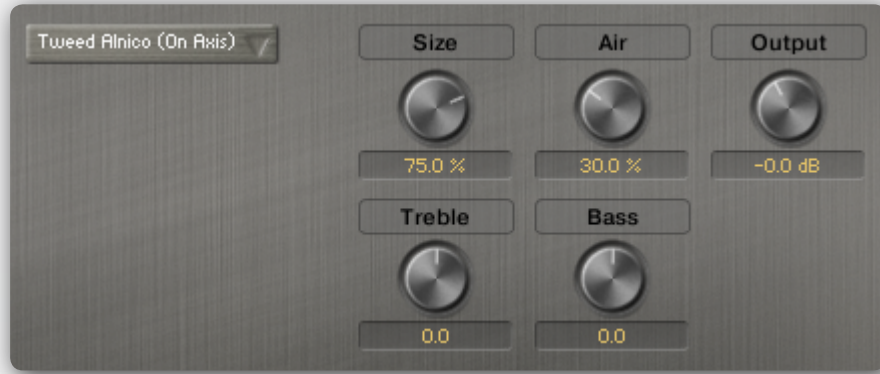 Tweed Alnico (On Axis)
Size
Air
Output
75.0 %
30.0 %
-0.0 dB
Treble
Bass
0.0
0.0